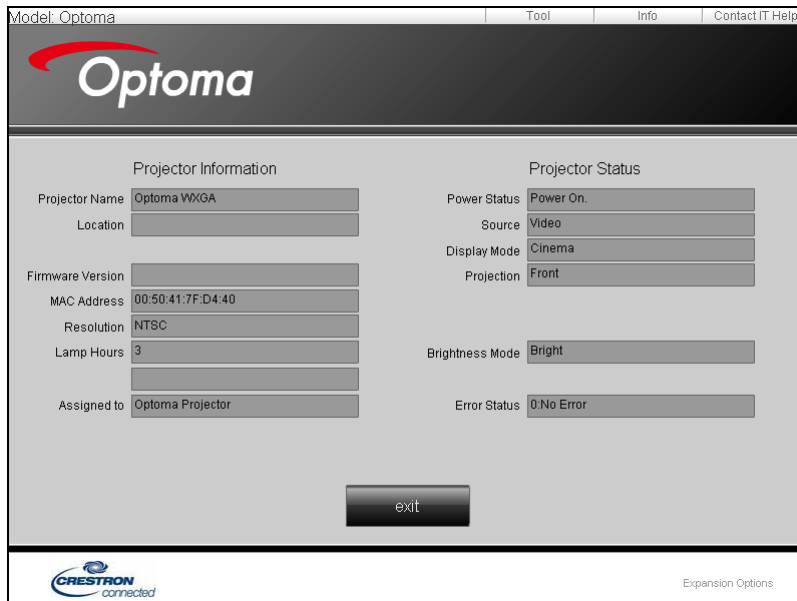 Model: Optoma
Tool
Info
Contact IT Help
Optoma
Projector Information
Projector Name Optoma WXGA
Location
Firmware Version
MAC Address 00:50:41:7F:D4:40
Resolution NTSC
Lamp Hours 3
Assigned to Optoma Projector
Projector Status
Power Status Power On.
Source Video
Display Mode Cinema
Projection Front
Brightness Mode Bright
Error Status 0:No Error
exit
CRESTRON
connected
Expansion Options